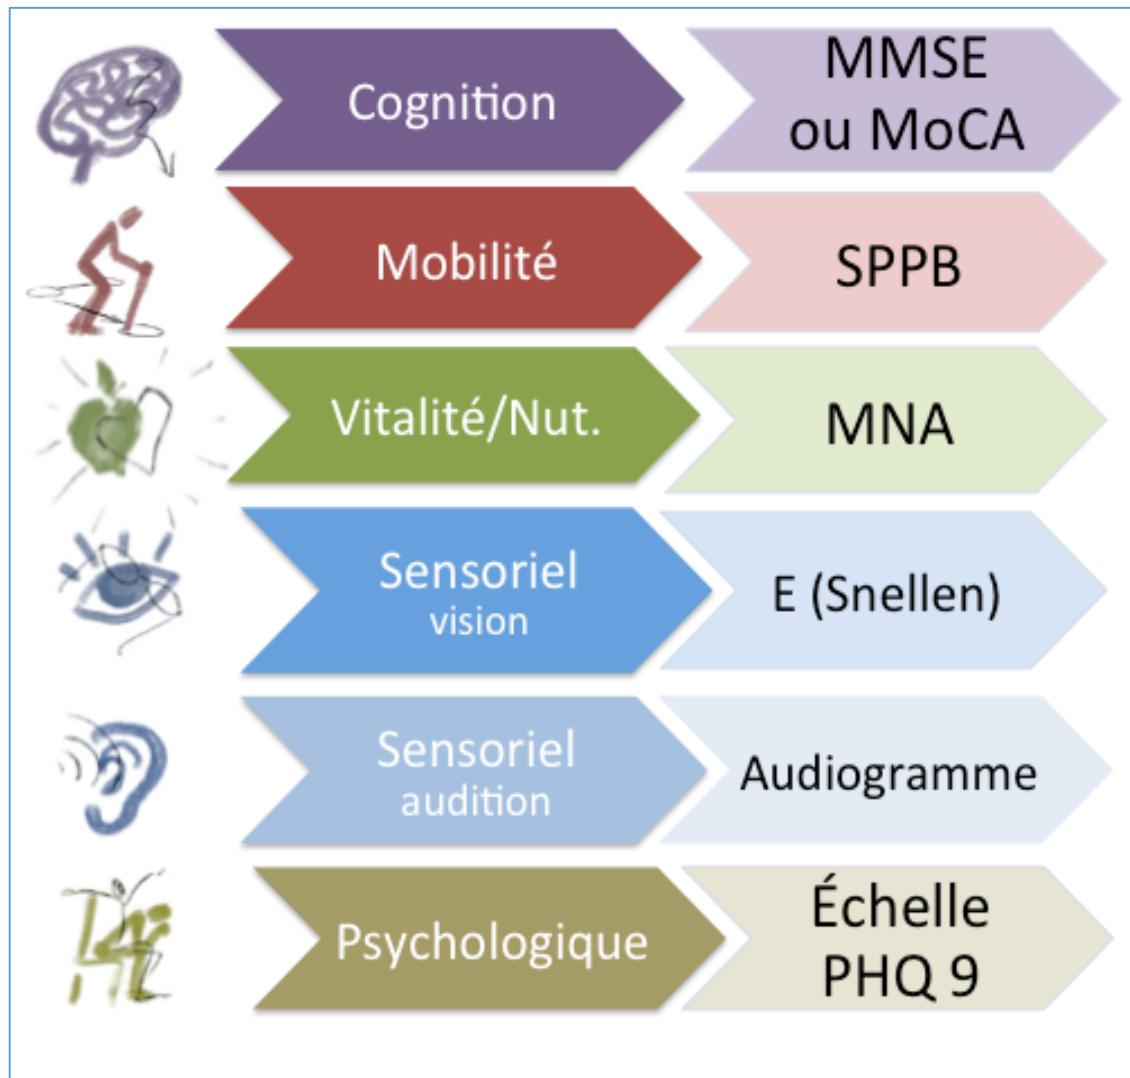 Cognition
MMSE
ou MoCA
Mobilité
SPPB
Vitalité/Nut.
MNA
Sensoriel
vision
E (Snellen)
Sensoriel
audition
Audiogramme
Psychologique
Échelle
PHQ 9